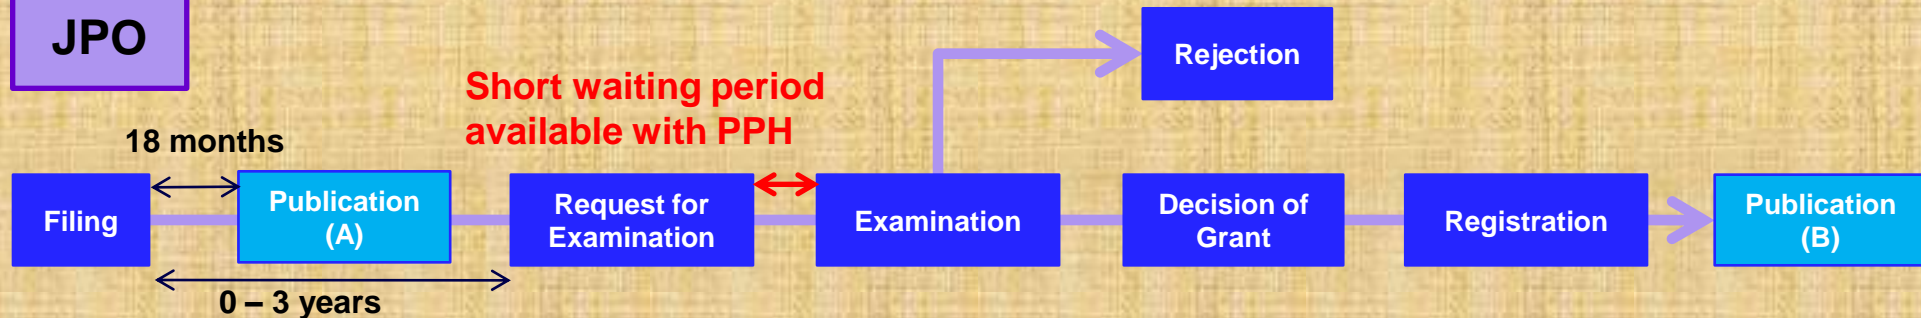 JPO
Rejection
Short waiting period
available with PPH
18 months
Filing
Publication
(A)
Request for
Examination
Examination
Decision of
Grant
Registration
Publication
(B)
0 – 3 years